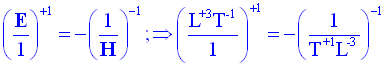 (E/1)^{+1} = -(1/H)^{-1} ; ⇒ (L^{+3}T^{-1}/1)^{+1} = -(1/T^{+1}L^{-3})^{-1}